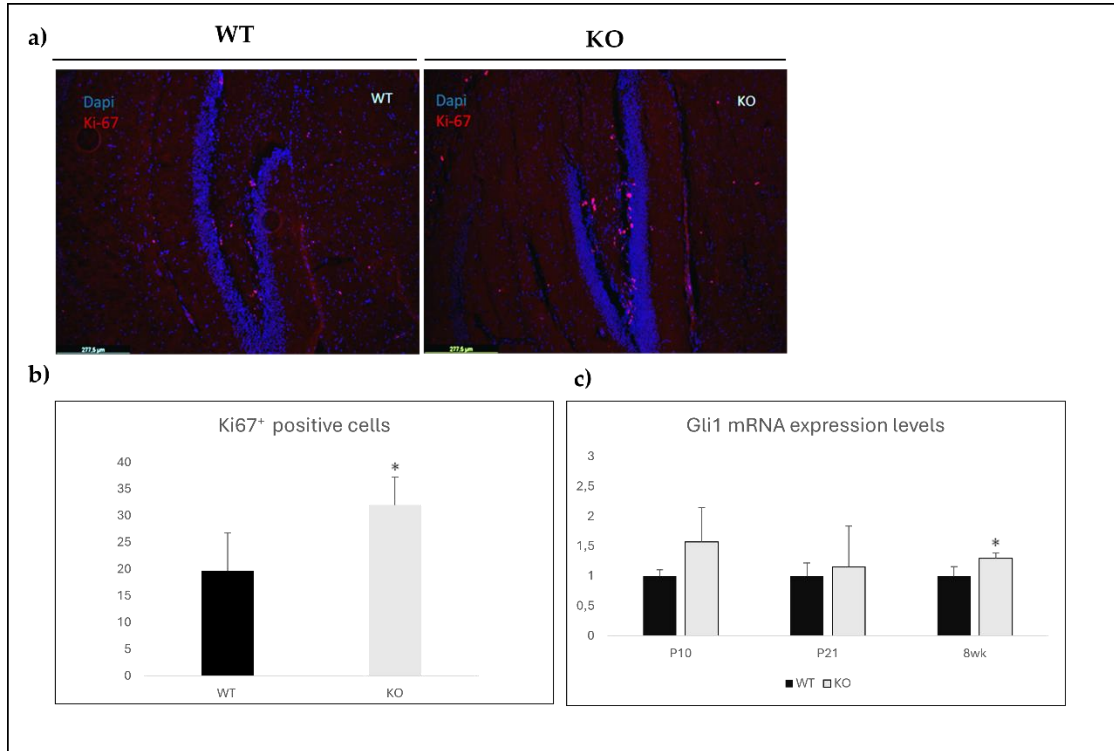 a)
WT
KO
Dapi
Ki-67
WT
277.5 µm
Dapi
Ki-67
KO
277.5 µm
b)
Ki67⁺ positive cells
40
35
30
25
20
15
10
5
0
*
WT
KO
c)
Gli1 mRNA expression levels
3
2,5
2
1,5
1
0,5
0
*
P10
P21
8wk
WT
KO